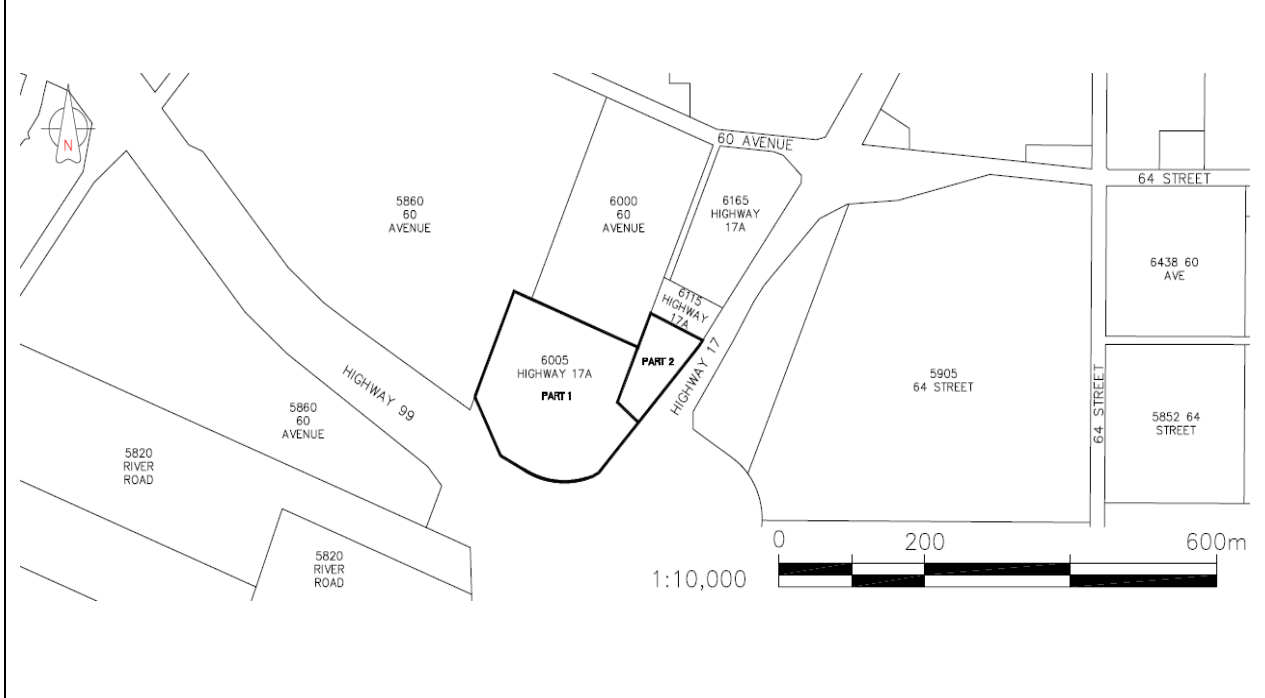 60 AVENUE
64 STREET
N
5860
60
AVENUE
6000
60
AVENUE
6165
HIGHWAY
17A
6438 60
AVE
6115
HIGHWAY
17A
6005
HIGHWAY 17A
PART 1
PART 2
HIGHWAY 17
HIGHWAY 99
5905
64 STREET
64 STREET
5860
60
AVENUE
5852 64
STREET
5820
RIVER
ROAD
5820
RIVER
ROAD
0 200 600m
1:10,000